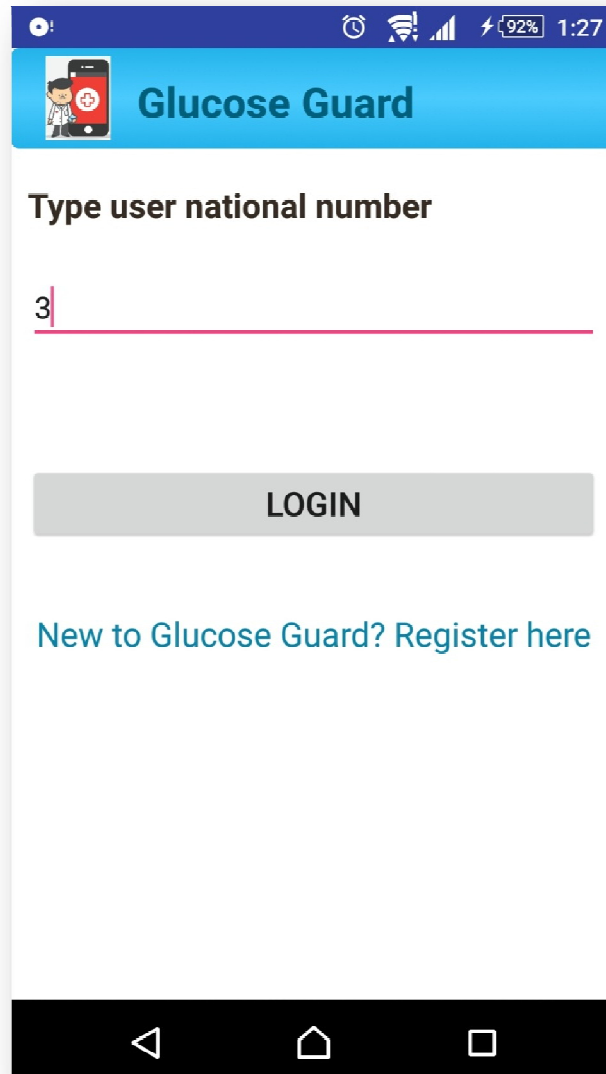 92% 1:27
Glucose Guard
Type user national number
3
LOGIN
New to Glucose Guard? Register here